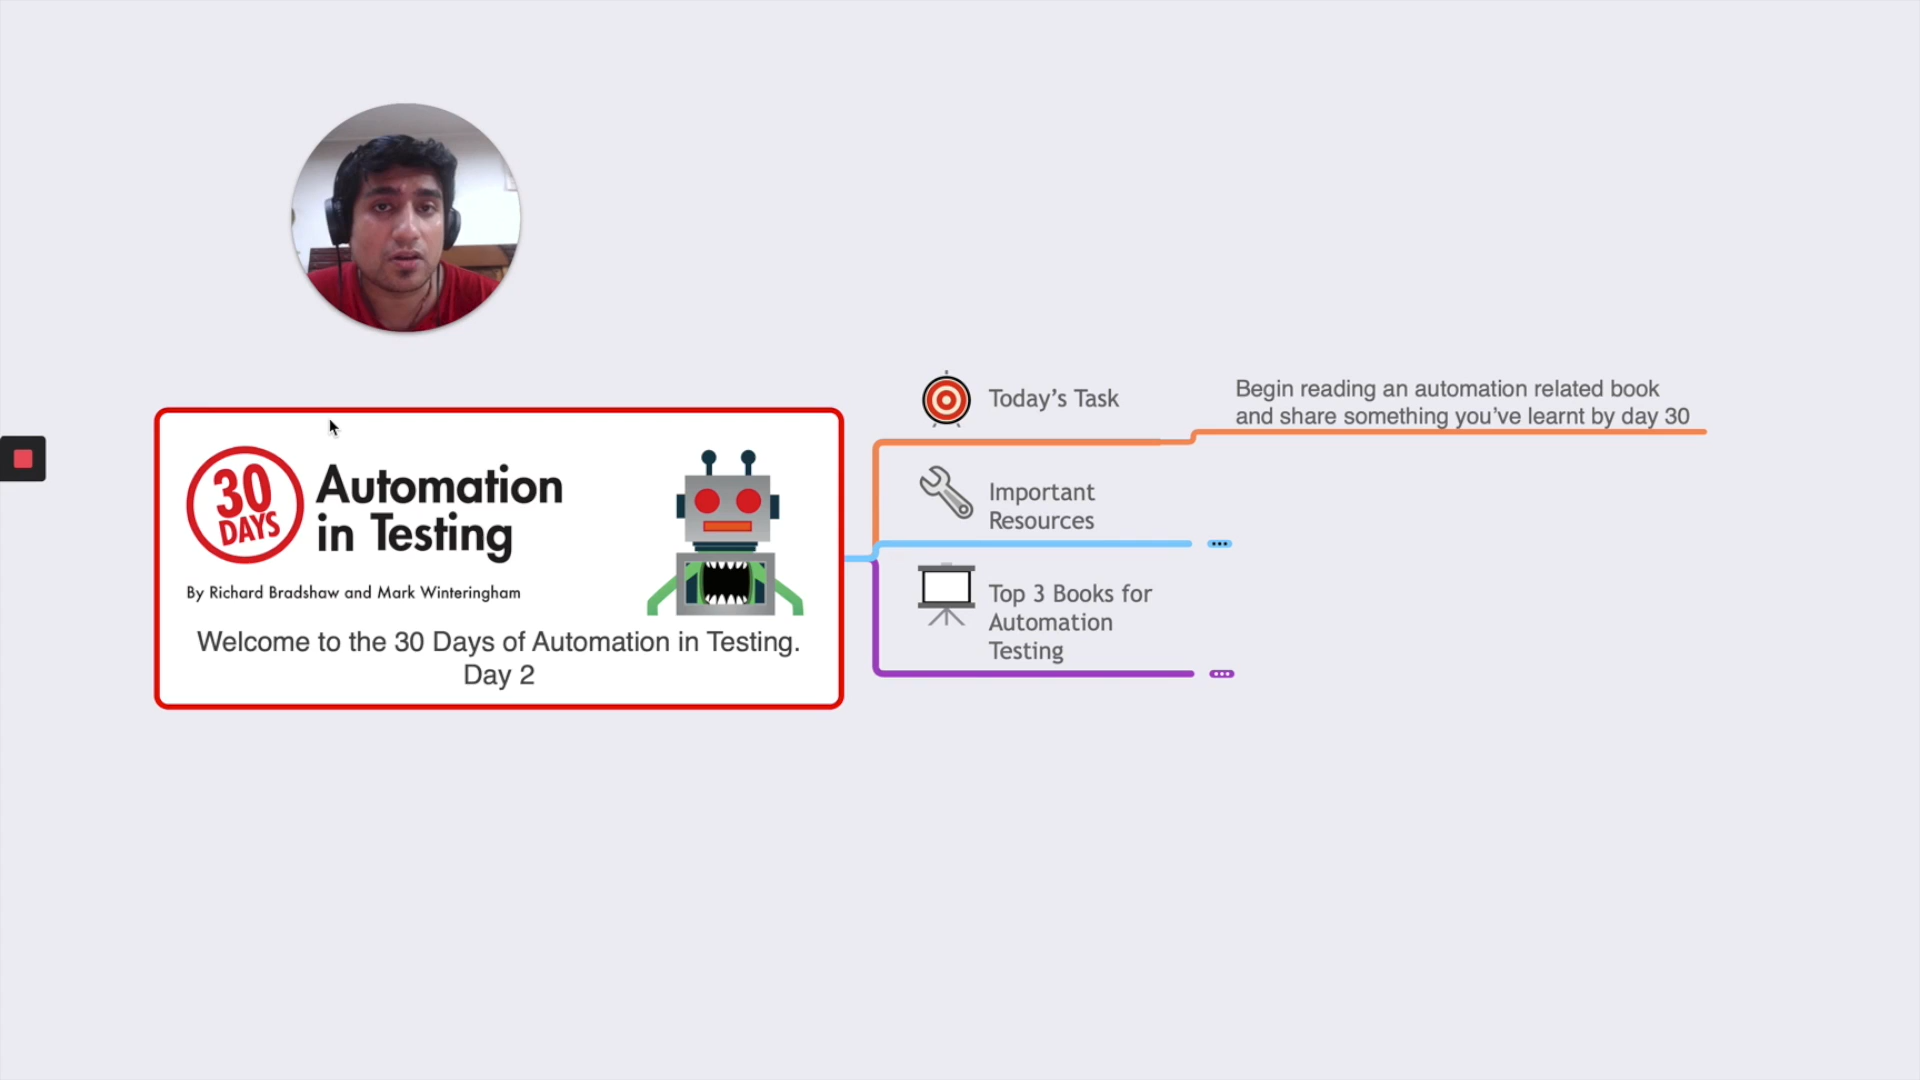 30
DAYS
Automation
in Testing
By Richard Bradshaw and Mark Winteringham
Welcome to the 30 Days of Automation in Testing.
Day 2
Today’s Task
Begin reading an automation related book
and share something you’ve learnt by day 30
Important
Resources
Top 3 Books for
Automation
Testing